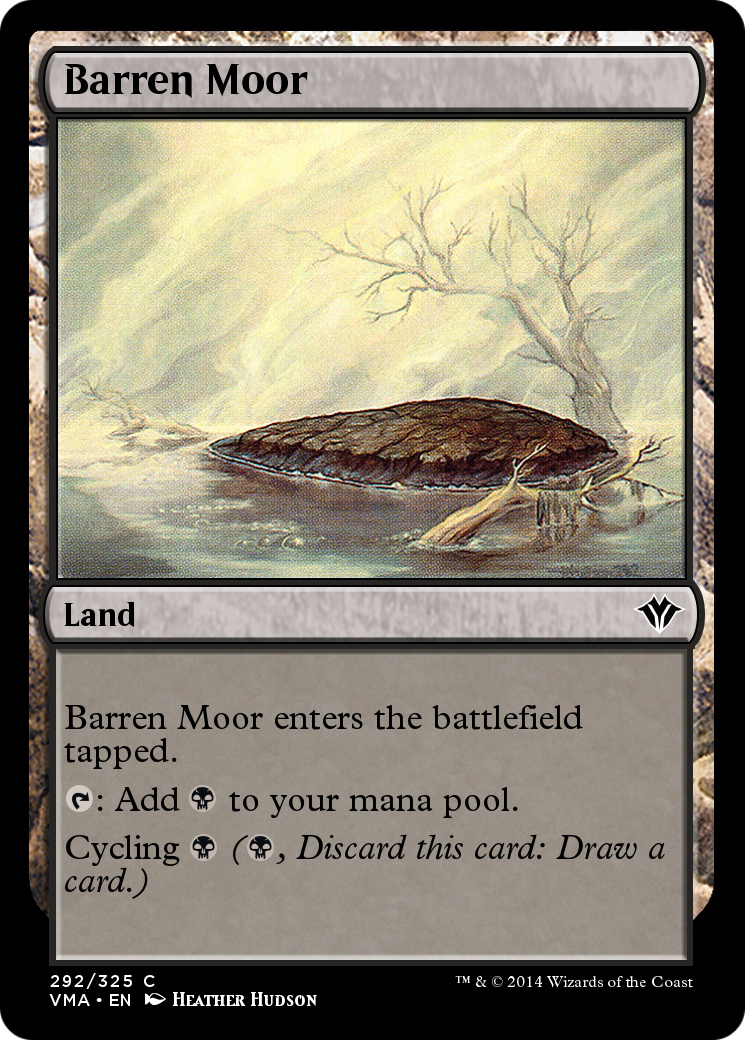 Barren Moor
Land
Barren Moor enters the battlefield
tapped.
: Add to your mana pool.
Cycling (, Discard this card: Draw a
card.)
292/325 C
™ & © 2014 Wizards of the Coast
VMA • EN HEATHER HUDSON